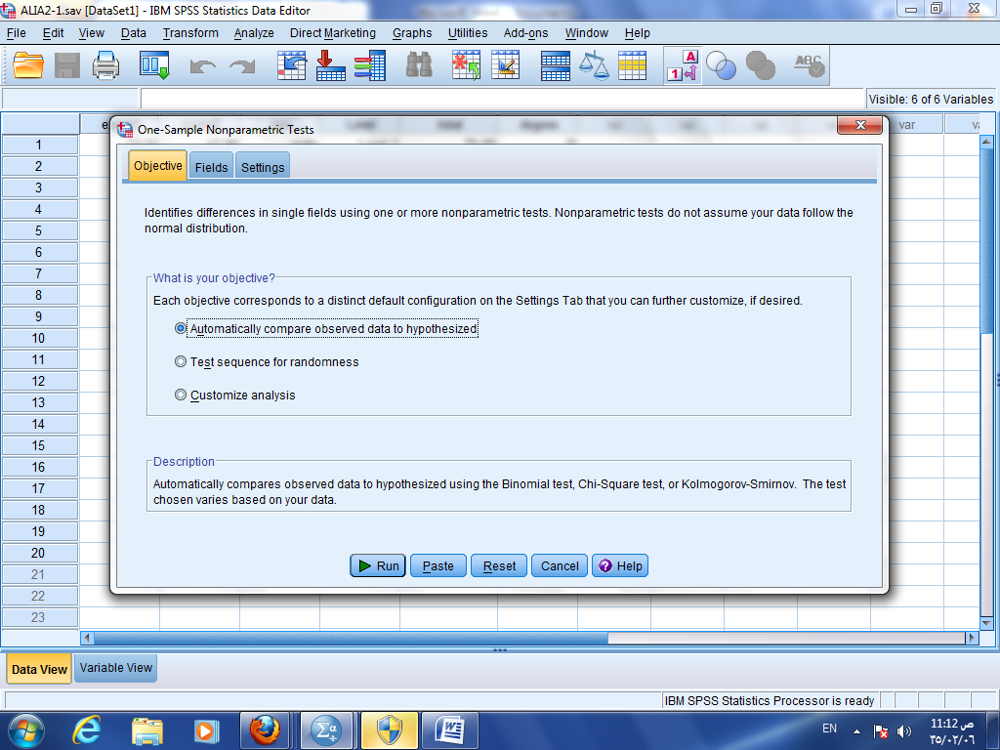 ALIA2-1.sav [DataSet1] - IBM SPSS Statistics Data Editor
File Edit View Data Transform Analyze Direct Marketing Graphs Utilities Add-ons Window Help
1 A
ABC
Visible: 6 of 6 Variables
One-Sample Nonparametric Tests
var
Objective Fields Settings
Identifies differences in single fields using one or more nonparametric tests. Nonparametric tests do not assume your data follow the
normal distribution.
What is your objective?
Each objective corresponds to a distinct default configuration on the Settings Tab that you can further customize, if desired.
Automatically compare observed data to hypothesized
Test sequence for randomness
Customize analysis
Description
Automatically compares observed data to hypothesized using the Binomial test, Chi-Square test, or Kolmogorov-Smirnov. The test
chosen varies based on your data.
Run Paste Reset Cancel Help
1
2
3
4
5
6
7
8
9
10
11
12
13
14
15
16
17
18
19
20
21
22
23
Data View Variable View
IBM SPSS Statistics Processor is ready
EN
11:12 ص
٣٥/٠٢/٠٦